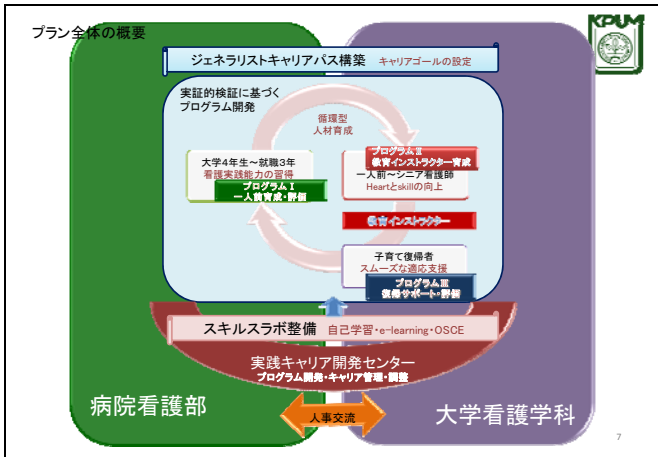 プラン全体の概要
KPUM
ジェネラリストキャリアパス構築 キャリアゴールの設定
実証的検証に基づく
プログラム開発
循環型
人材育成
大学4年生~就職3年
看護実践能力の習得
プログラムⅠ
一人前育成・評価
プログラムⅡ
教育インストラクター育成
一人前~シニア看護師
Heartとskillの向上
教育インストラクター
子育て復帰者
スムーズな適応支援
プログラムⅢ
復帰サポート・評価
スキルスラボ整備 自己学習・e-learning・OSCE
実践キャリア開発センター
プログラム開発・キャリア管理・調整
病院看護部
人事交流
大学看護学科
7